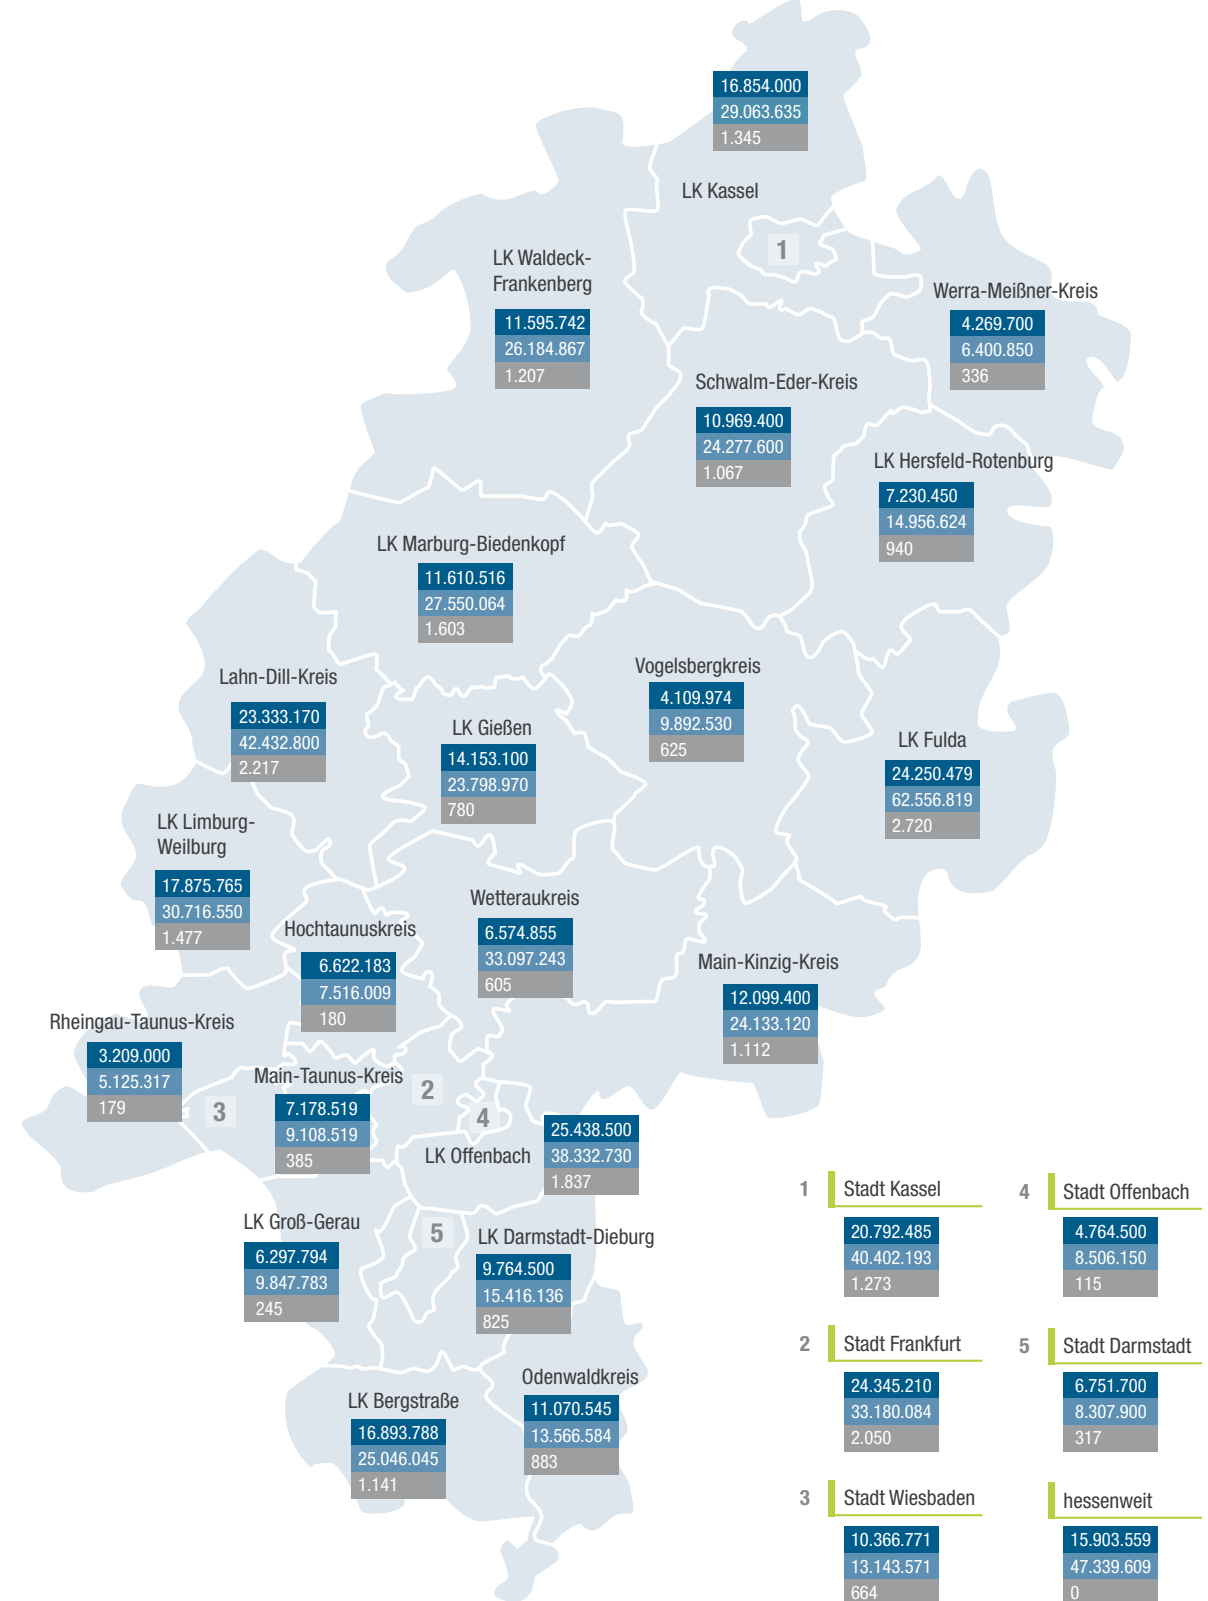 16.854.000
29.063.635
1.345
LK Kassel
1
LK Waldeck-
Frankenberg
11.595.742
26.184.867
1.207
Werra-Meißner-Kreis
4.269.700
6.400.850
336
Schwalm-Eder-Kreis
10.969.400
24.277.600
1.067
LK Hersfeld-Rotenburg
7.230.450
14.956.624
940
LK Marburg-Biedenkopf
11.610.516
27.550.064
1.603
Lahn-Dill-Kreis
23.333.170
42.432.800
2.217
Vogelsbergkreis
4.109.974
9.892.530
625
LK Gießen
14.153.100
23.798.970
780
LK Fulda
24.250.479
62.556.819
2.720
LK Limburg-
Weilburg
17.875.765
30.716.550
1.477
Wetteraukreis
6.574.855
33.097.243
605
Hochtaunuskreis
6.622.183
7.516.009
180
Main-Kinzig-Kreis
12.099.400
24.133.120
1.112
Rheingau-Taunus-Kreis
3.209.000
5.125.317
179
3
Main-Taunus-Kreis
7.178.519
9.108.519
385
2
4
LK Offenbach
25.438.500
38.332.730
1.837
LK Groß-Gerau
6.297.794
9.847.783
245
5
LK Darmstadt-Dieburg
9.764.500
15.416.136
825
Odenwaldkreis
11.070.545
13.566.584
883
LK Bergstraße
16.893.788
25.046.045
1.141
1 Stadt Kassel
20.792.485
40.402.193
1.273
4 Stadt Offenbach
4.764.500
8.506.150
115
2 Stadt Frankfurt
24.345.210
33.180.084
2.050
5 Stadt Darmstadt
6.751.700
8.307.900
317
3 Stadt Wiesbaden
10.366.771
13.143.571
664
hessenweit
15.903.559
47.339.609
0